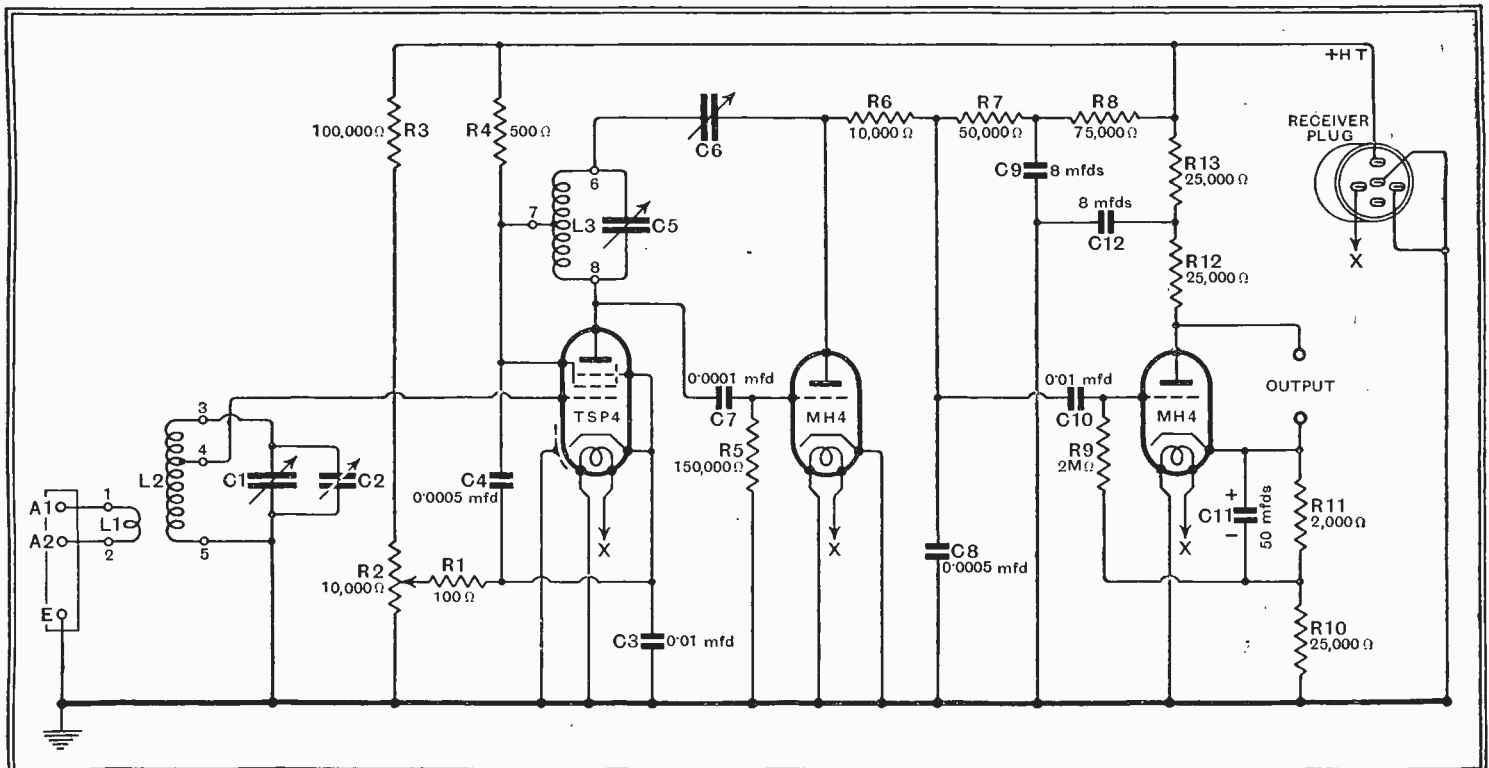 +HT
RECEIVER
PLUG
X
100,000Ω R3
R4 500Ω
C6
R6
10,000Ω
R7
50,000Ω
R8
75,000Ω
C9 8 mfds
R13
25,000Ω
8 mfds
C12
R12
25,000Ω
6
7
L3
C5
8
TSP4
0·0001 mfd
C7
MH4
R5
150,000Ω
0·01 mfd
C10
MH4
OUTPUT
R9
2MΩ
3
4
L2
C1
C2
5
A1
1
L1
A2
2
E
C4
0·0005 mfd
X
X
X
+
C11
−
50 mfds
R11
2,000Ω
R2
10,000Ω
R1
100Ω
C8
0·0005 mfd
C3 0·01 mfd
R10
25,000Ω